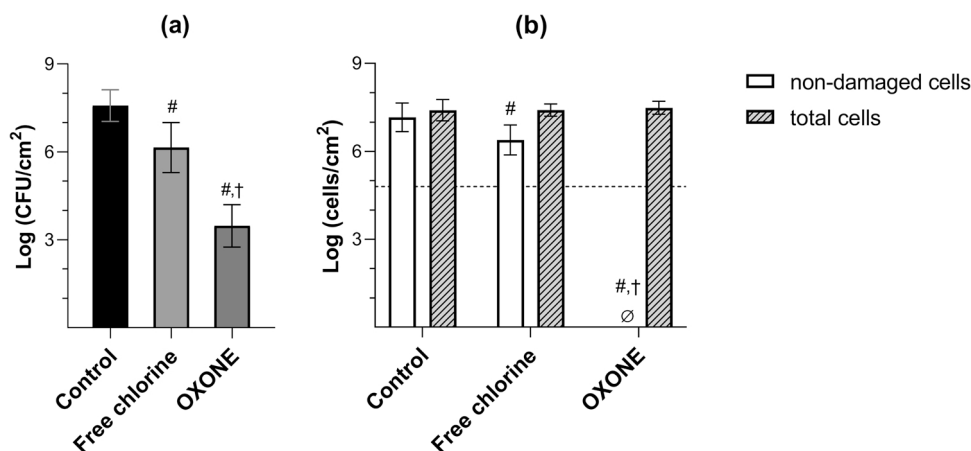 (a)
Log (CFU/cm²)
9
6
3
#
#,†
Control
Free chlorine
OXONE
(b)
Log (cells/cm²)
9
6
3
#
#,†
∅
Control
Free chlorine
OXONE
non-damaged cells
total cells